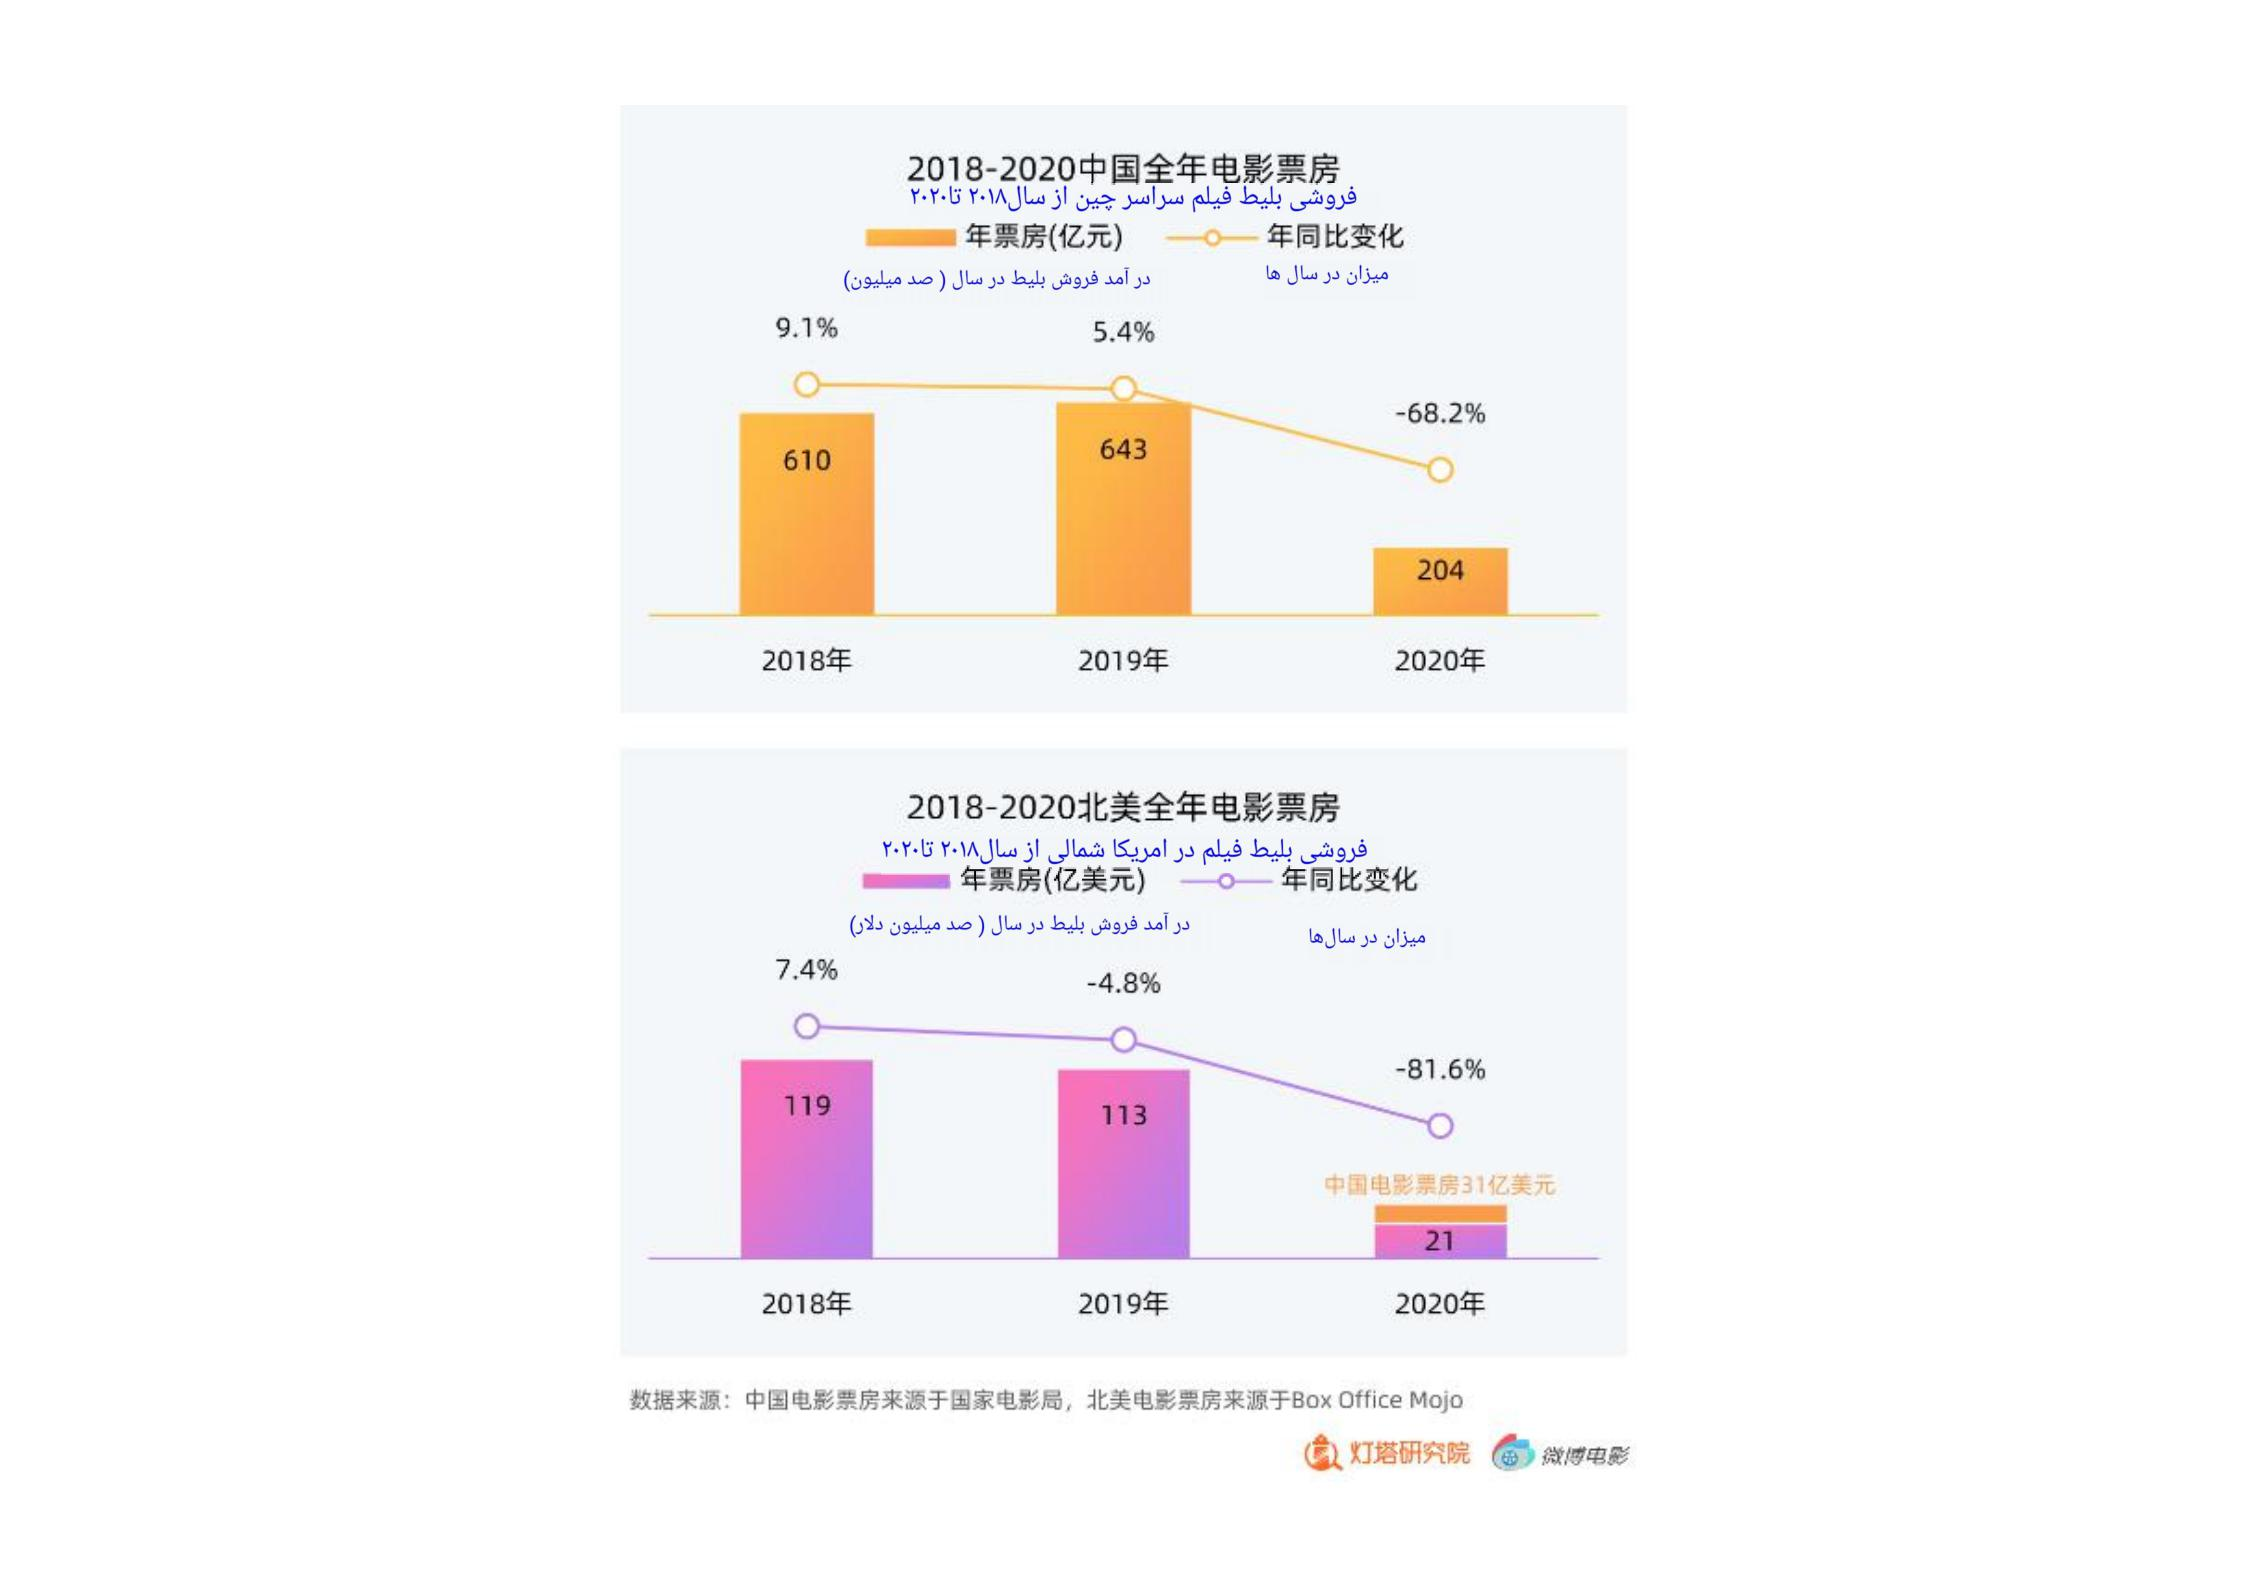 2018-2020中国全年电影票房
فروشی بلیط فیلم سراسر چین از سال۲۰۱۸ تا۲۰۲۰
年票房(亿元) 年同比变化
در آمد فروش بلیط در سال ( صد میلیون) میزان در سال ها
9.1% 5.4%
-68.2%
610 643
204
2018年 2019年 2020年
2018-2020北美全年电影票房
فروشی بلیط فیلم در امریکا شمالی از سال۲۰۱۸ تا۲۰۲۰
年票房(亿美元) 年同比变化
در آمد فروش بلیط در سال ( صد میلیون دلار) میزان در سال‌ها
7.4% -4.8%
-81.6%
119 113
中国电影票房31亿美元
21
2018年 2019年 2020年
数据来源：中国电影票房来源于国家电影局，北美电影票房来源于Box Office Mojo
灯塔研究院 微博电影